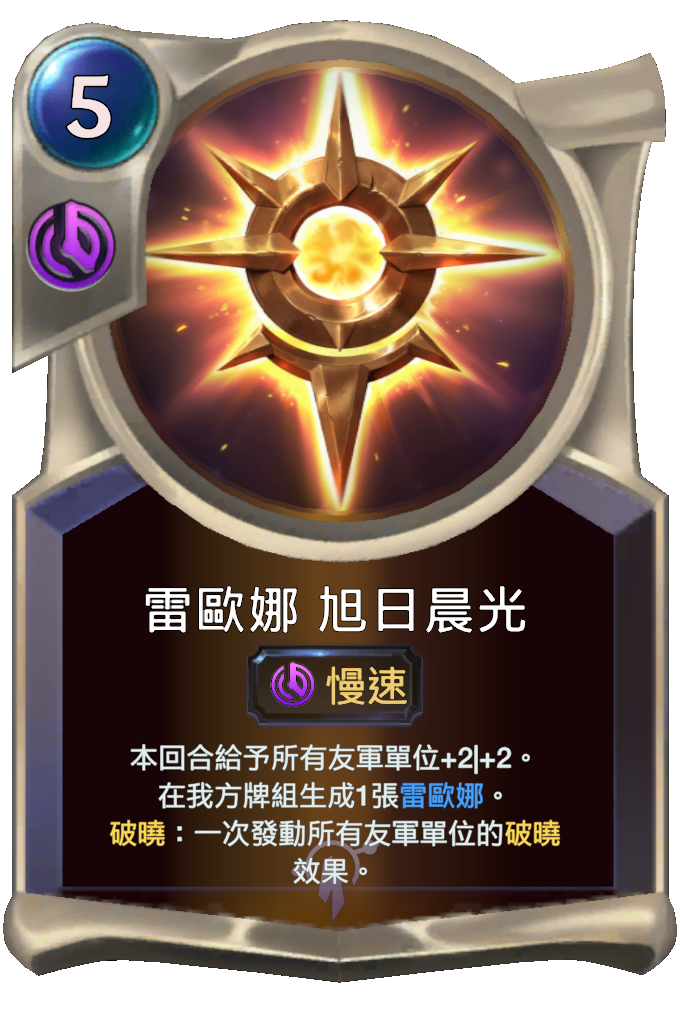 5
雷歐娜 旭日晨光
慢速
本回合給予所有友軍單位+2|+2。
在我方牌組生成1張雷歐娜。
破曉：一次發動所有友軍單位的破曉
效果。